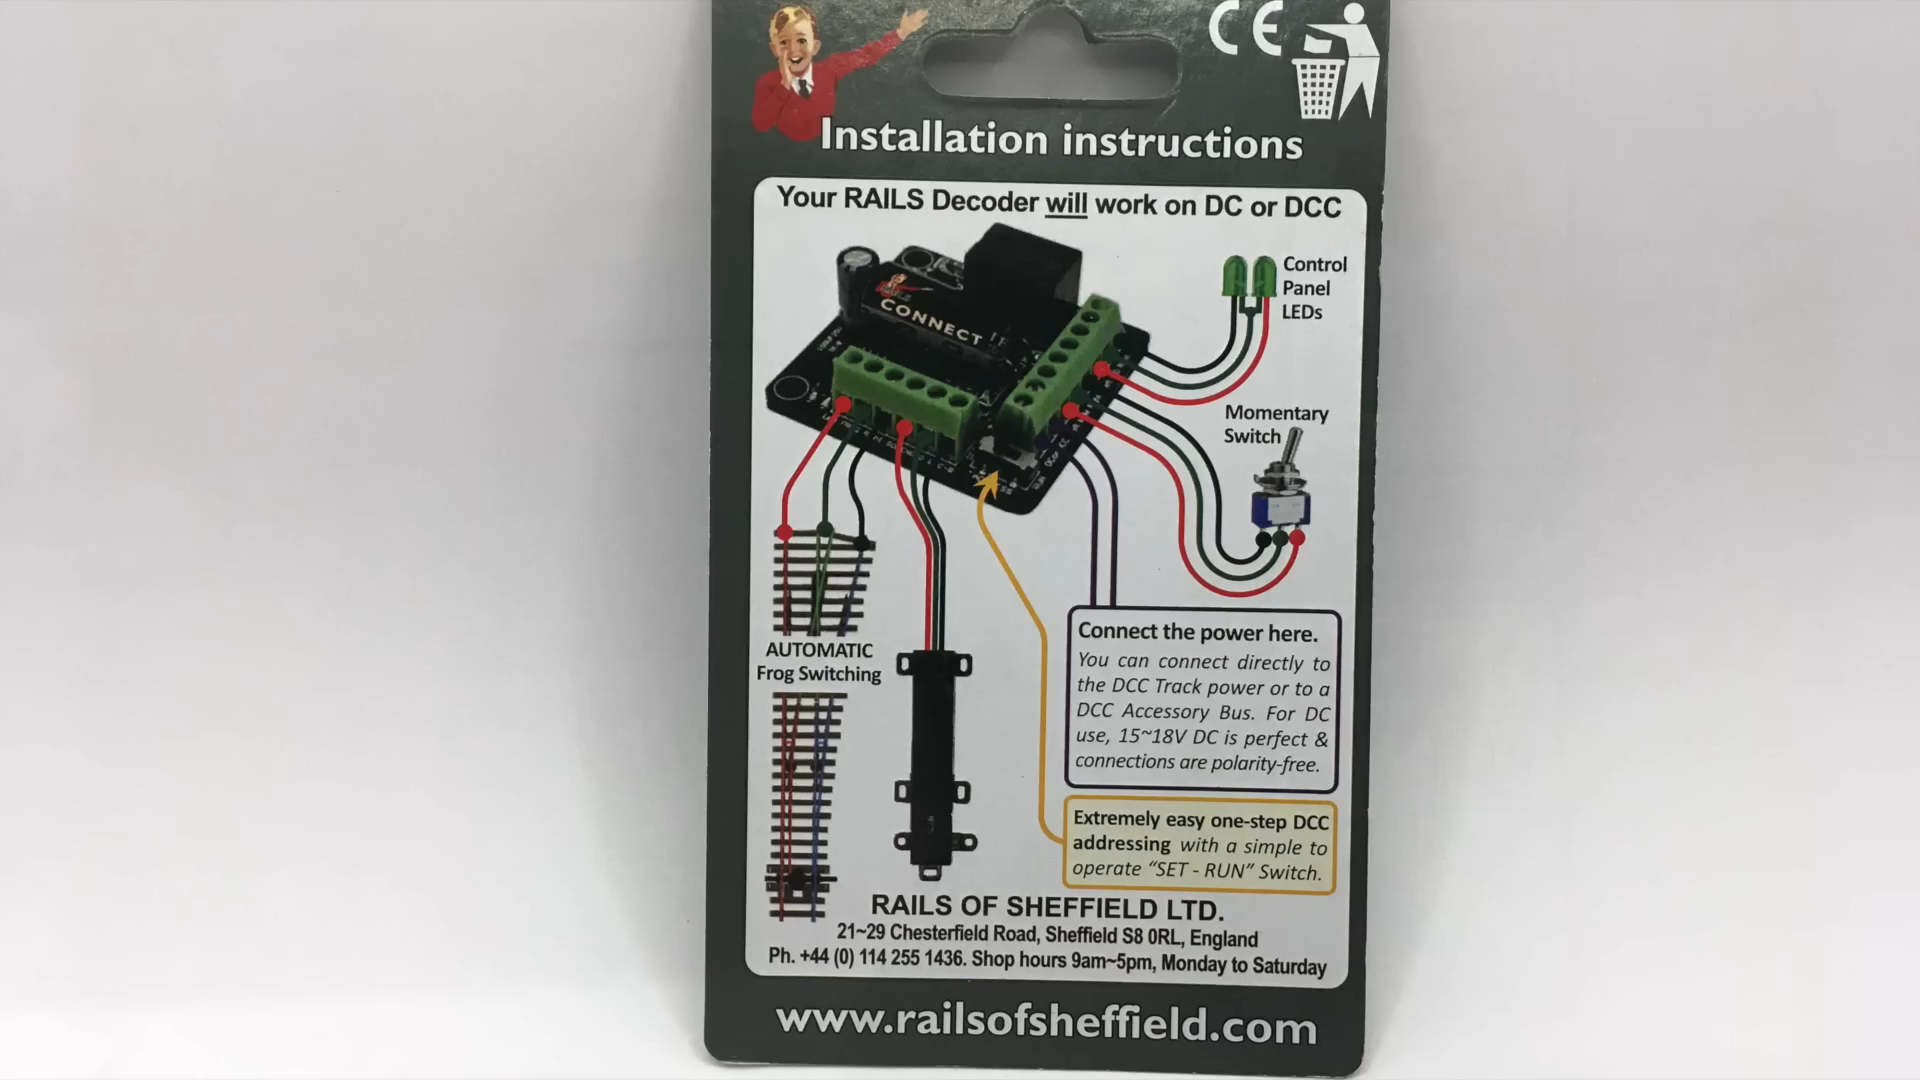 CE
Installation instructions
Your RAILS Decoder will work on DC or DCC
CONNECT
Control
Panel
LEDs
Momentary
Switch
AUTOMATIC
Frog Switching
Connect the power here.
You can connect directly to
the DCC Track power or to a
DCC Accessory Bus. For DC
use, 15~18V DC is perfect &
connections are polarity-free.
Extremely easy one-step DCC
addressing with a simple to
operate “SET - RUN” Switch.
RAILS OF SHEFFIELD LTD.
21~29 Chesterfield Road, Sheffield S8 0RL, England
Ph. +44 (0) 114 255 1436. Shop hours 9am~5pm, Monday to Saturday
www.railsofsheffield.com